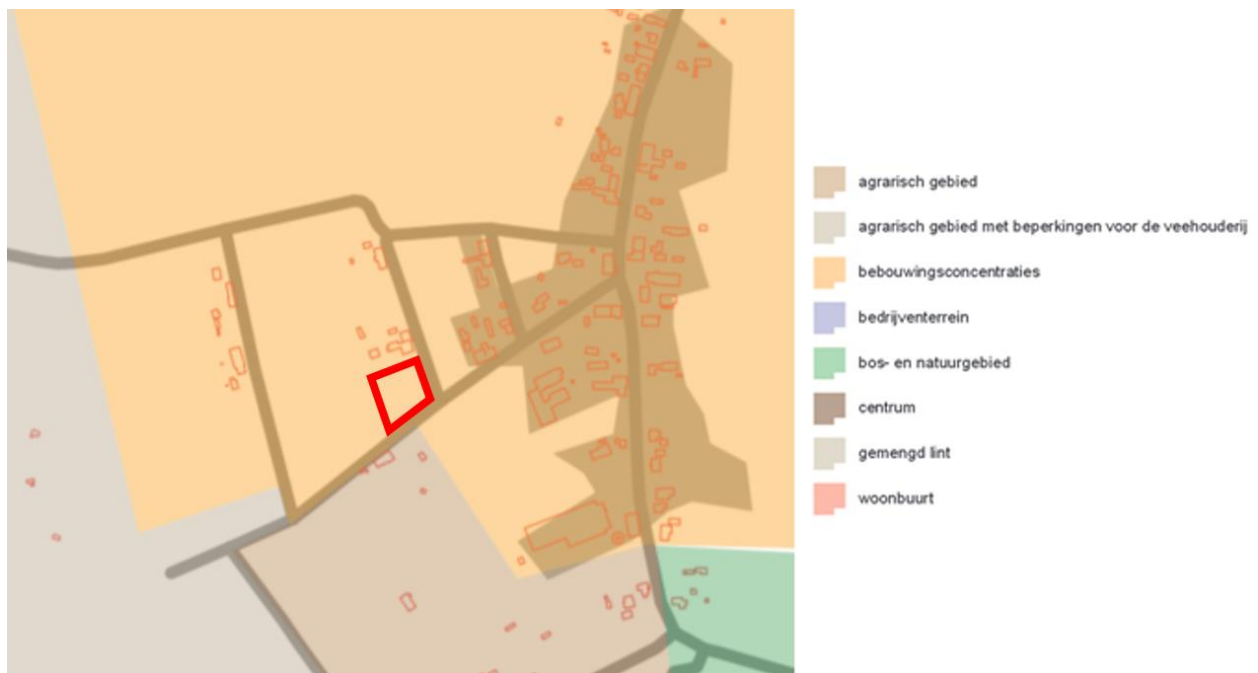 agrarisch gebied
agrarisch gebied met beperkingen voor de veehouderij
bebouwingsconcentraties
bedrijventerrein
bos- en natuurgebied
centrum
gemengd lint
woonbuurt